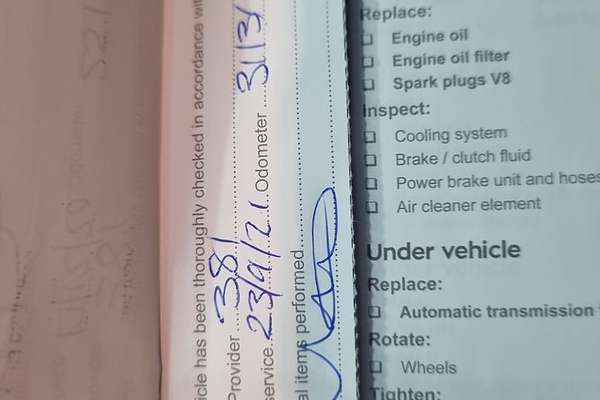 icle has been thoroughly checked in accordance wit
Provider 381
service. 23/9/21 Odometer 3113
al items performed
Replace:
Engine oil
Engine oil filter
Spark plugs V8
Inspect:
Cooling system
Brake / clutch fluid
Power brake unit and hoses
Air cleaner element
Under vehicle
Replace:
Automatic transmission
Rotate:
Wheels
Tighten: